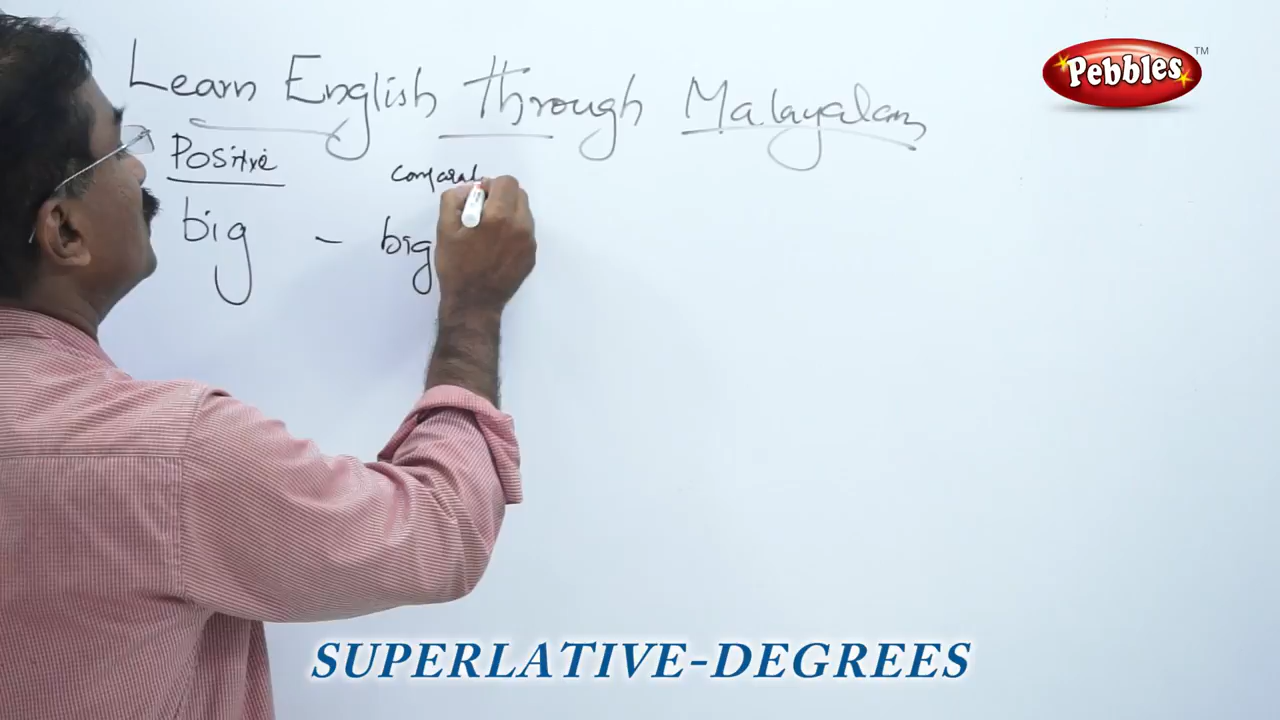 Learn English Through Malayalam
Pebbles TM
Positive
big – big
SUPERLATIVE-DEGREES